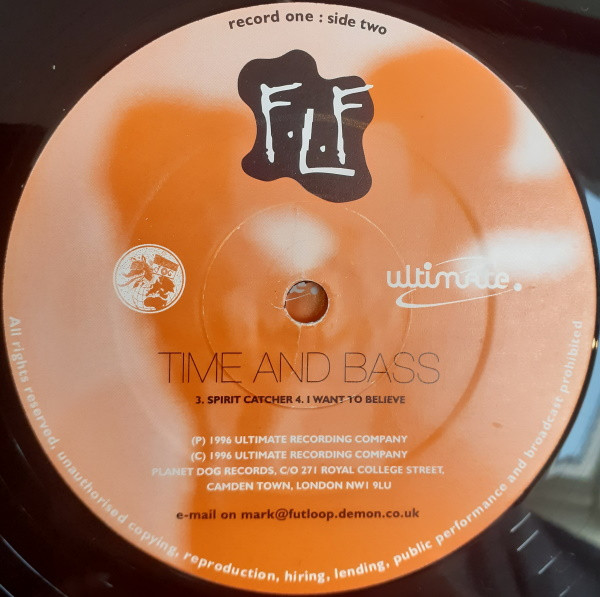 record one : side two
F.L.F
ultimate.
TIME AND BASS
3. SPIRIT CATCHER 4. I WANT TO BELIEVE
(P) 1996 ULTIMATE RECORDING COMPANY
(C) 1996 ULTIMATE RECORDING COMPANY
PLANET DOG RECORDS, C/O 271 ROYAL COLLEGE STREET,
CAMDEN TOWN, LONDON NW1 9LU
e-mail on mark@futloop.demon.co.uk
All rights reserved, unauthorised copying, reproduction, hiring, lending, public performance and broadcast prohibited